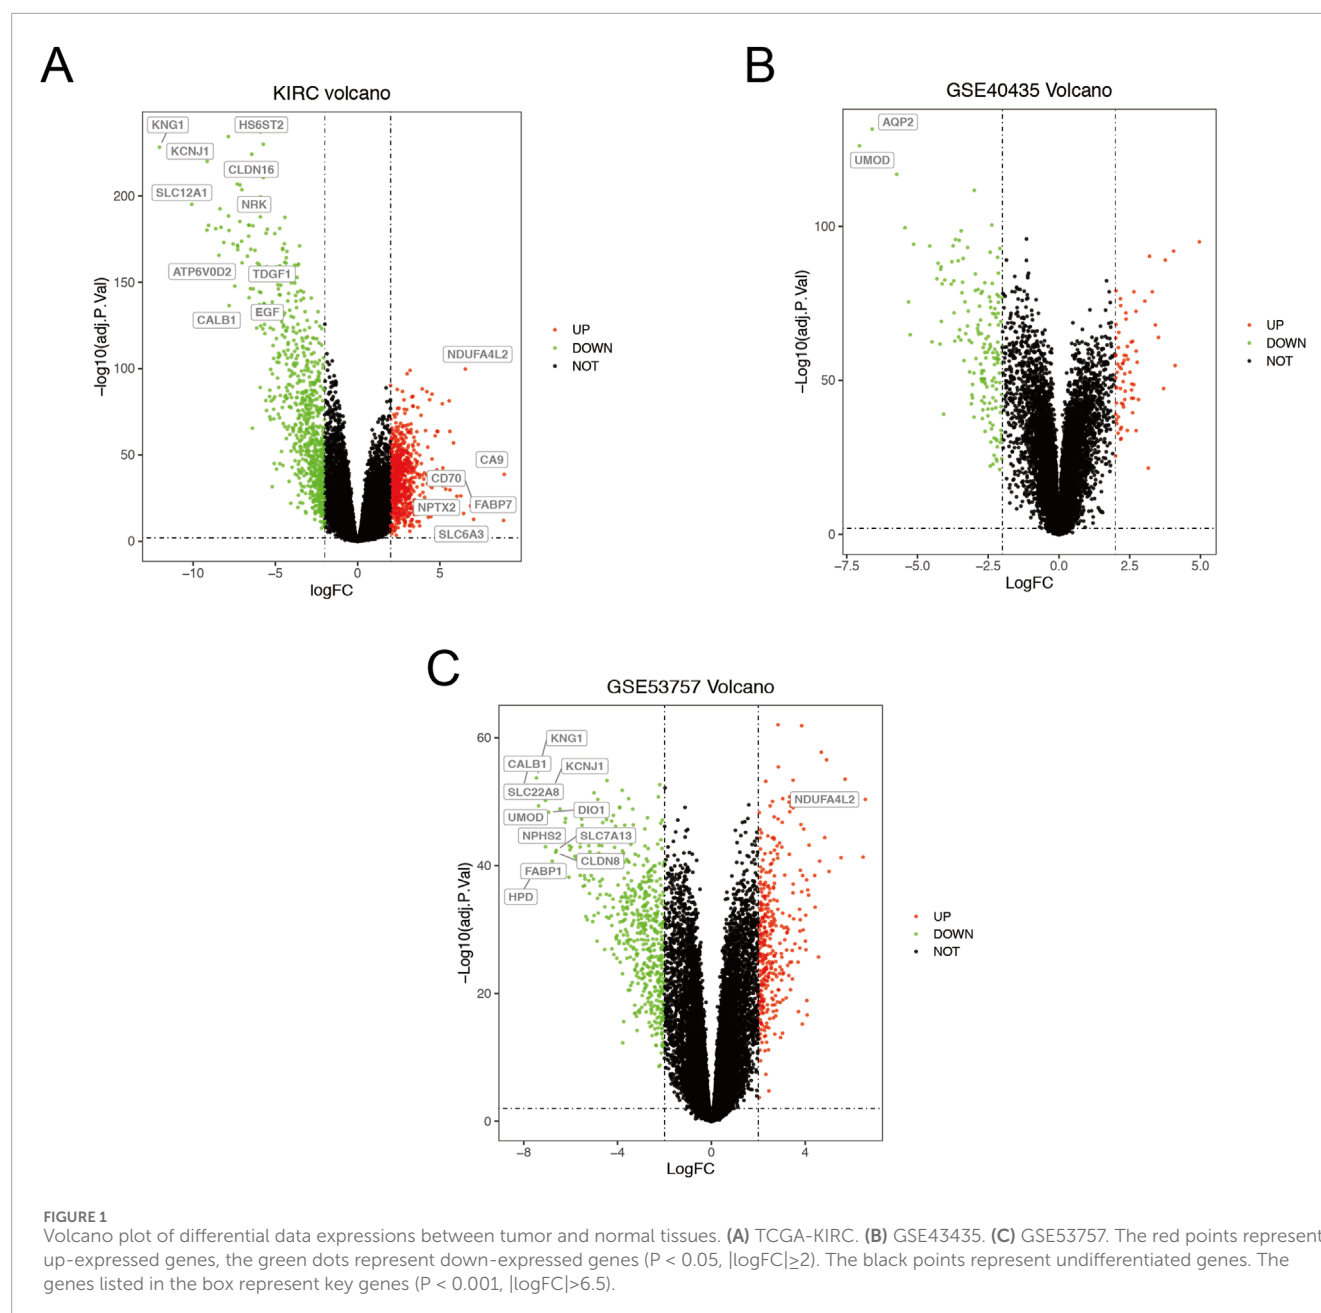 A
KIRC volcano
KNG1
HS6ST2
KCNJ1
CLDN16
SLC12A1
NRK
ATP6V0D2
TDGF1
EGF
CALB1
NDUFA4L2
CA9
CD70
FABP7
NPTX2
SLC6A3
−log10(adj.P.Val)
200
150
100
50
0
−10
−5
0
5
logFC
UP
DOWN
NOT
B
GSE40435 Volcano
AQP2
UMOD
−Log10(adj.P.Val)
100
50
0
−7.5
−5.0
−2.5
0.0
2.5
5.0
LogFC
UP
DOWN
NOT
C
GSE53757 Volcano
KNG1
CALB1
KCNJ1
SLC22A8
NDUFA4L2
DIO1
UMOD
NPHS2
SLC7A13
CLDN8
FABP1
HPD
−Log10(adj.P.Val)
60
40
20
0
−8
−4
0
4
LogFC
UP
DOWN
NOT
FIGURE 1
Volcano plot of differential data expressions between tumor and normal tissues. (A) TCGA-KIRC. (B) GSE43435. (C) GSE53757. The red points represent
up-expressed genes, the green dots represent down-expressed genes (P < 0.05, |logFC|≥2). The black points represent undifferentiated genes. The
genes listed in the box represent key genes (P < 0.001, |logFC|>6.5).